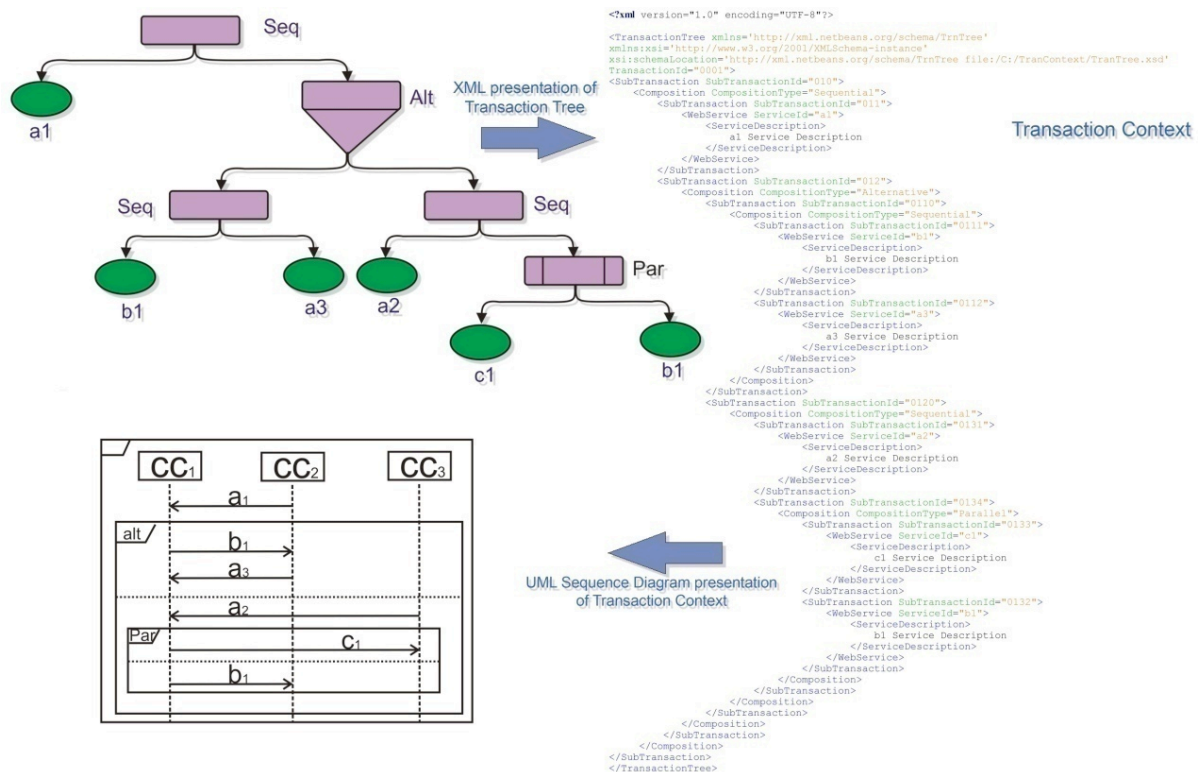 Seq
Alt
a1
Seq
Seq
b1
a3
a2
Par
c1
b1
XML presentation of
Transaction Tree
<?xml version="1.0" encoding="UTF-8"?>
<TransactionTree xmlns='http://xml.netbeans.org/schema/TrnTree'
xmlns:xsi='http://www.w3.org/2001/XMLSchema-instance'
xsi:schemaLocation='http://xml.netbeans.org/schema/TrnTree file:/C:/TranContext/TranTree.xsd'
TransactionId="0001">
<SubTransaction SubTransactionId="010">
<Composition CompositionType="Sequential">
<SubTransaction SubTransactionId="011">
<WebService ServiceId="a1">
<ServiceDescription>
a1 Service Description
</ServiceDescription>
</WebService>
</SubTransaction>
<SubTransaction SubTransactionId="012">
<Composition CompositionType="Alternative">
<SubTransaction SubTransactionId="0110">
<Composition CompositionType="Sequential">
<SubTransaction SubTransactionId="0111">
<WebService ServiceId="b1">
<ServiceDescription>
b1 Service Description
</ServiceDescription>
</WebService>
</SubTransaction>
<SubTransaction SubTransactionId="0112">
<WebService ServiceId="a3">
<ServiceDescription>
a3 Service Description
</ServiceDescription>
</WebService>
</SubTransaction>
</Composition>
</SubTransaction>
<SubTransaction SubTransactionId="0120">
<Composition CompositionType="Sequential">
<SubTransaction SubTransactionId="0131">
<WebService ServiceId="a2">
<ServiceDescription>
a2 Service Description
</ServiceDescription>
</WebService>
</SubTransaction>
<SubTransaction SubTransactionId="0134">
<Composition CompositionType="Parallel">
<SubTransaction SubTransactionId="0133">
<WebService ServiceId="c1">
<ServiceDescription>
c1 Service Description
</ServiceDescription>
</WebService>
</SubTransaction>
<SubTransaction SubTransactionId="0132">
<WebService ServiceId="b1">
<ServiceDescription>
b1 Service Description
</ServiceDescription>
</WebService>
</SubTransaction>
</Composition>
</SubTransaction>
</Composition>
</SubTransaction>
</Composition>
</SubTransaction>
</Composition>
</SubTransaction>
</TransactionTree>
Transaction Context
UML Sequence Diagram presentation
of Transaction Context
CC₁ CC₂ CC₃
a₁
alt
b₁
a₃
a₂
Par
c₁
b₁